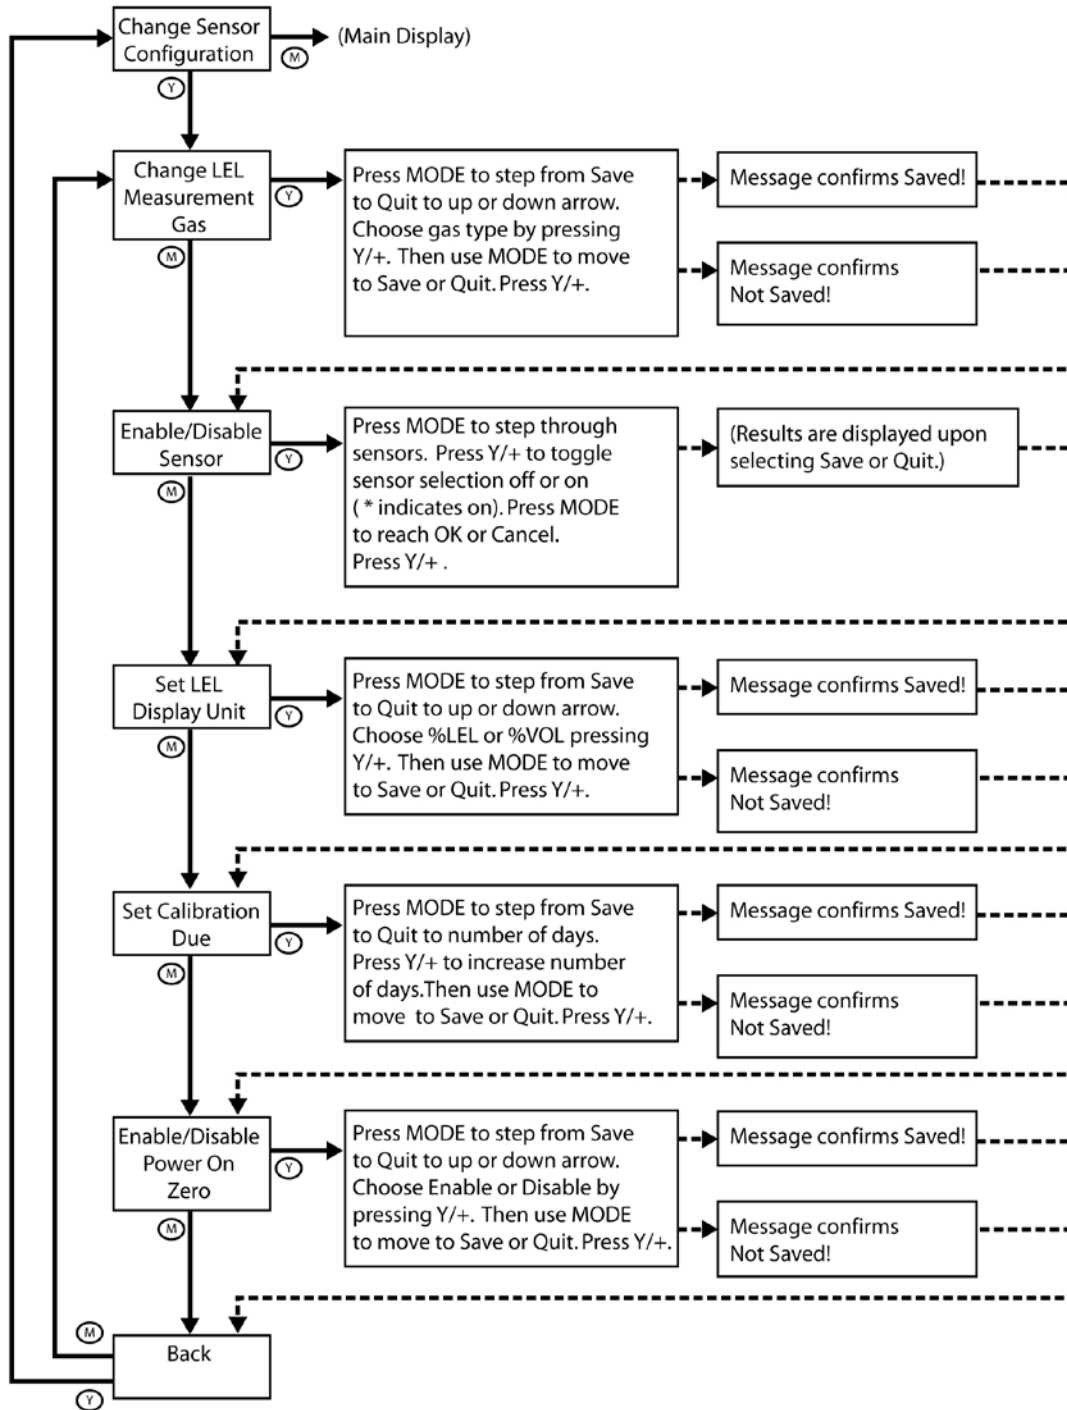 Change Sensor
Configuration
M
(Main Display)
Y
Change LEL
Measurement
Gas
Y
M
Press MODE to step from Save
to Quit to up or down arrow.
Choose gas type by pressing
Y/+. Then use MODE to move
to Save or Quit. Press Y/+.
Message confirms Saved!
Message confirms
Not Saved!
Enable/Disable
Sensor
Y
M
Press MODE to step through
sensors. Press Y/+ to toggle
sensor selection off or on
( * indicates on). Press MODE
to reach OK or Cancel.
Press Y/+ .
(Results are displayed upon
selecting Save or Quit.)
Set LEL
Display Unit
Y
M
Press MODE to step from Save
to Quit to up or down arrow.
Choose %LEL or %VOL pressing
Y/+. Then use MODE to move
to Save or Quit. Press Y/+.
Message confirms Saved!
Message confirms
Not Saved!
Set Calibration
Due
Y
M
Press MODE to step from Save
to Quit to number of days.
Press Y/+ to increase number
of days.Then use MODE to
move to Save or Quit. Press Y/+.
Message confirms Saved!
Message confirms
Not Saved!
Enable/Disable
Power On
Zero
Y
M
Press MODE to step from Save
to Quit to up or down arrow.
Choose Enable or Disable by
pressing Y/+. Then use MODE
to move to Save or Quit. Press Y/+.
Message confirms Saved!
Message confirms
Not Saved!
M
Back
Y